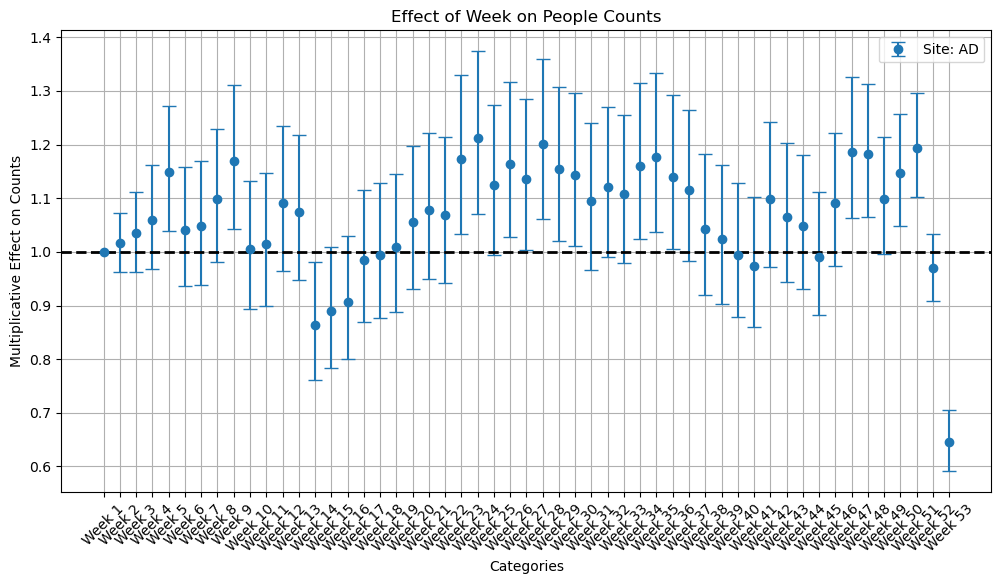 Effect of Week on People Counts
Site: AD
Multiplicative Effect on Counts
1.4
1.3
1.2
1.1
1.0
0.9
0.8
0.7
0.6
Week 1
Week 2
Week 3
Week 4
Week 5
Week 6
Week 7
Week 8
Week 9
Week 10
Week 11
Week 12
Week 13
Week 14
Week 15
Week 16
Week 17
Week 18
Week 19
Week 20
Week 21
Week 22
Week 23
Week 24
Week 25
Week 26
Week 27
Week 28
Week 29
Week 30
Week 31
Week 32
Week 33
Week 34
Week 35
Week 36
Week 37
Week 38
Week 39
Week 40
Week 41
Week 42
Week 43
Week 44
Week 45
Week 46
Week 47
Week 48
Week 49
Week 50
Week 51
Week 52
Week 53
Categories